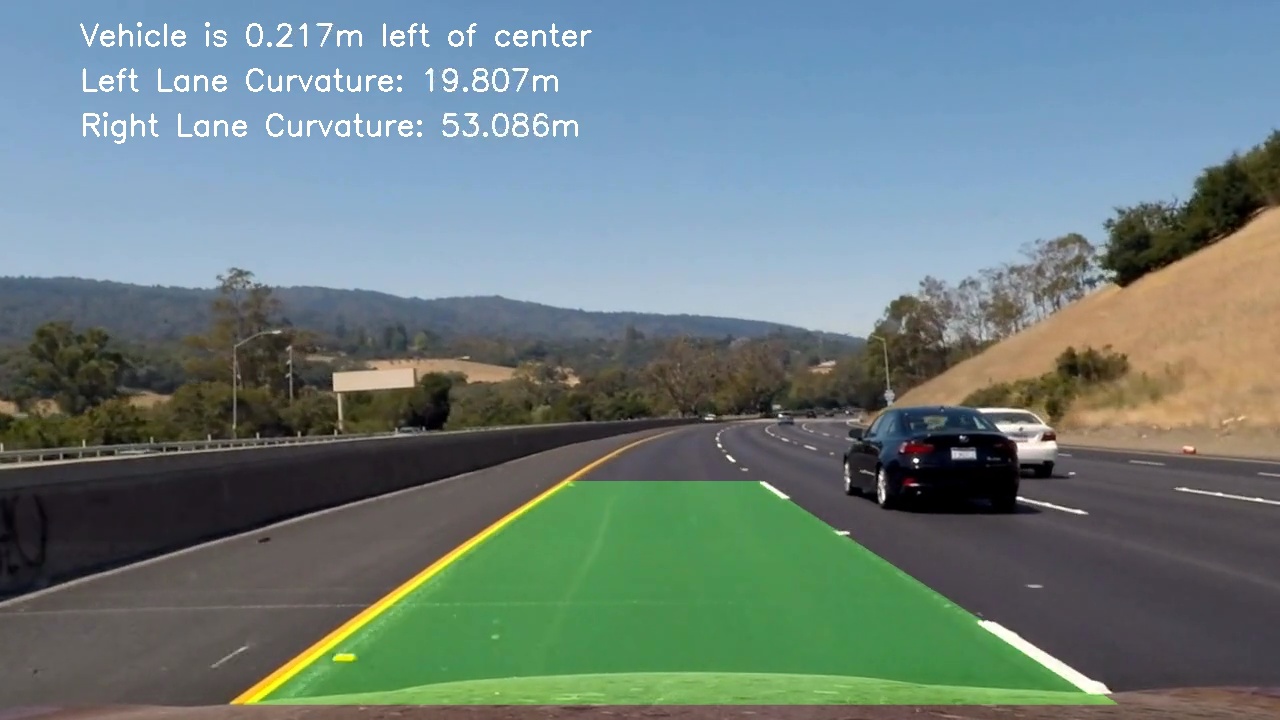 Vehicle is 0.217m left of center
Left Lane Curvature: 19.807m
Right Lane Curvature: 53.086m